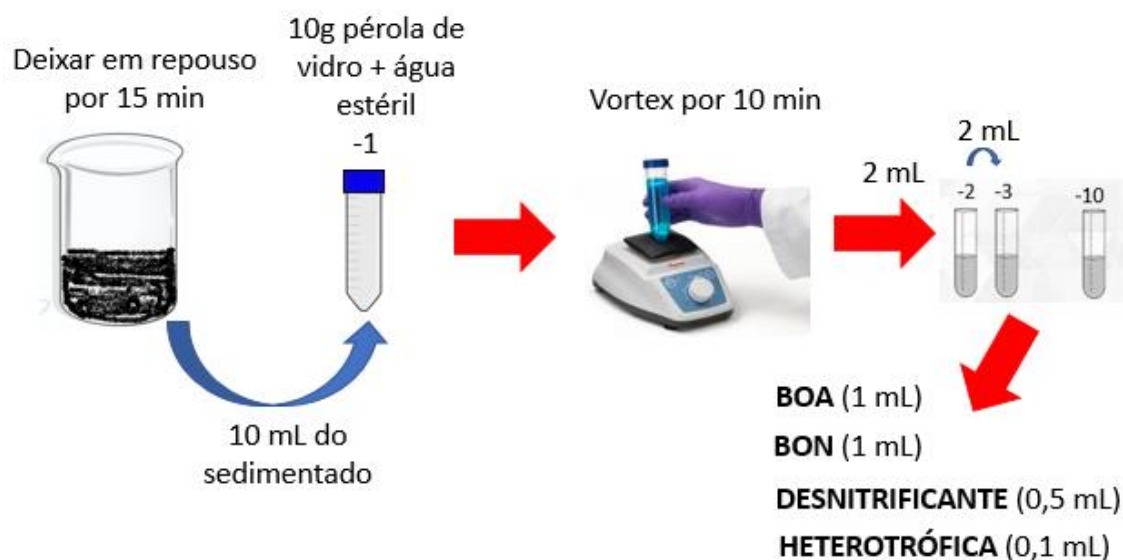 Deixar em repouso
por 15 min
10g pérola de
vidro + água
estéril
-1
10 mL do
sedimentado
Vortex por 10 min
2 mL
2 mL
-2
-3
-10
BOA (1 mL)
BON (1 mL)
DESNITRIFICANTE (0,5 mL)
HETEROTRÓFICA (0,1 mL)